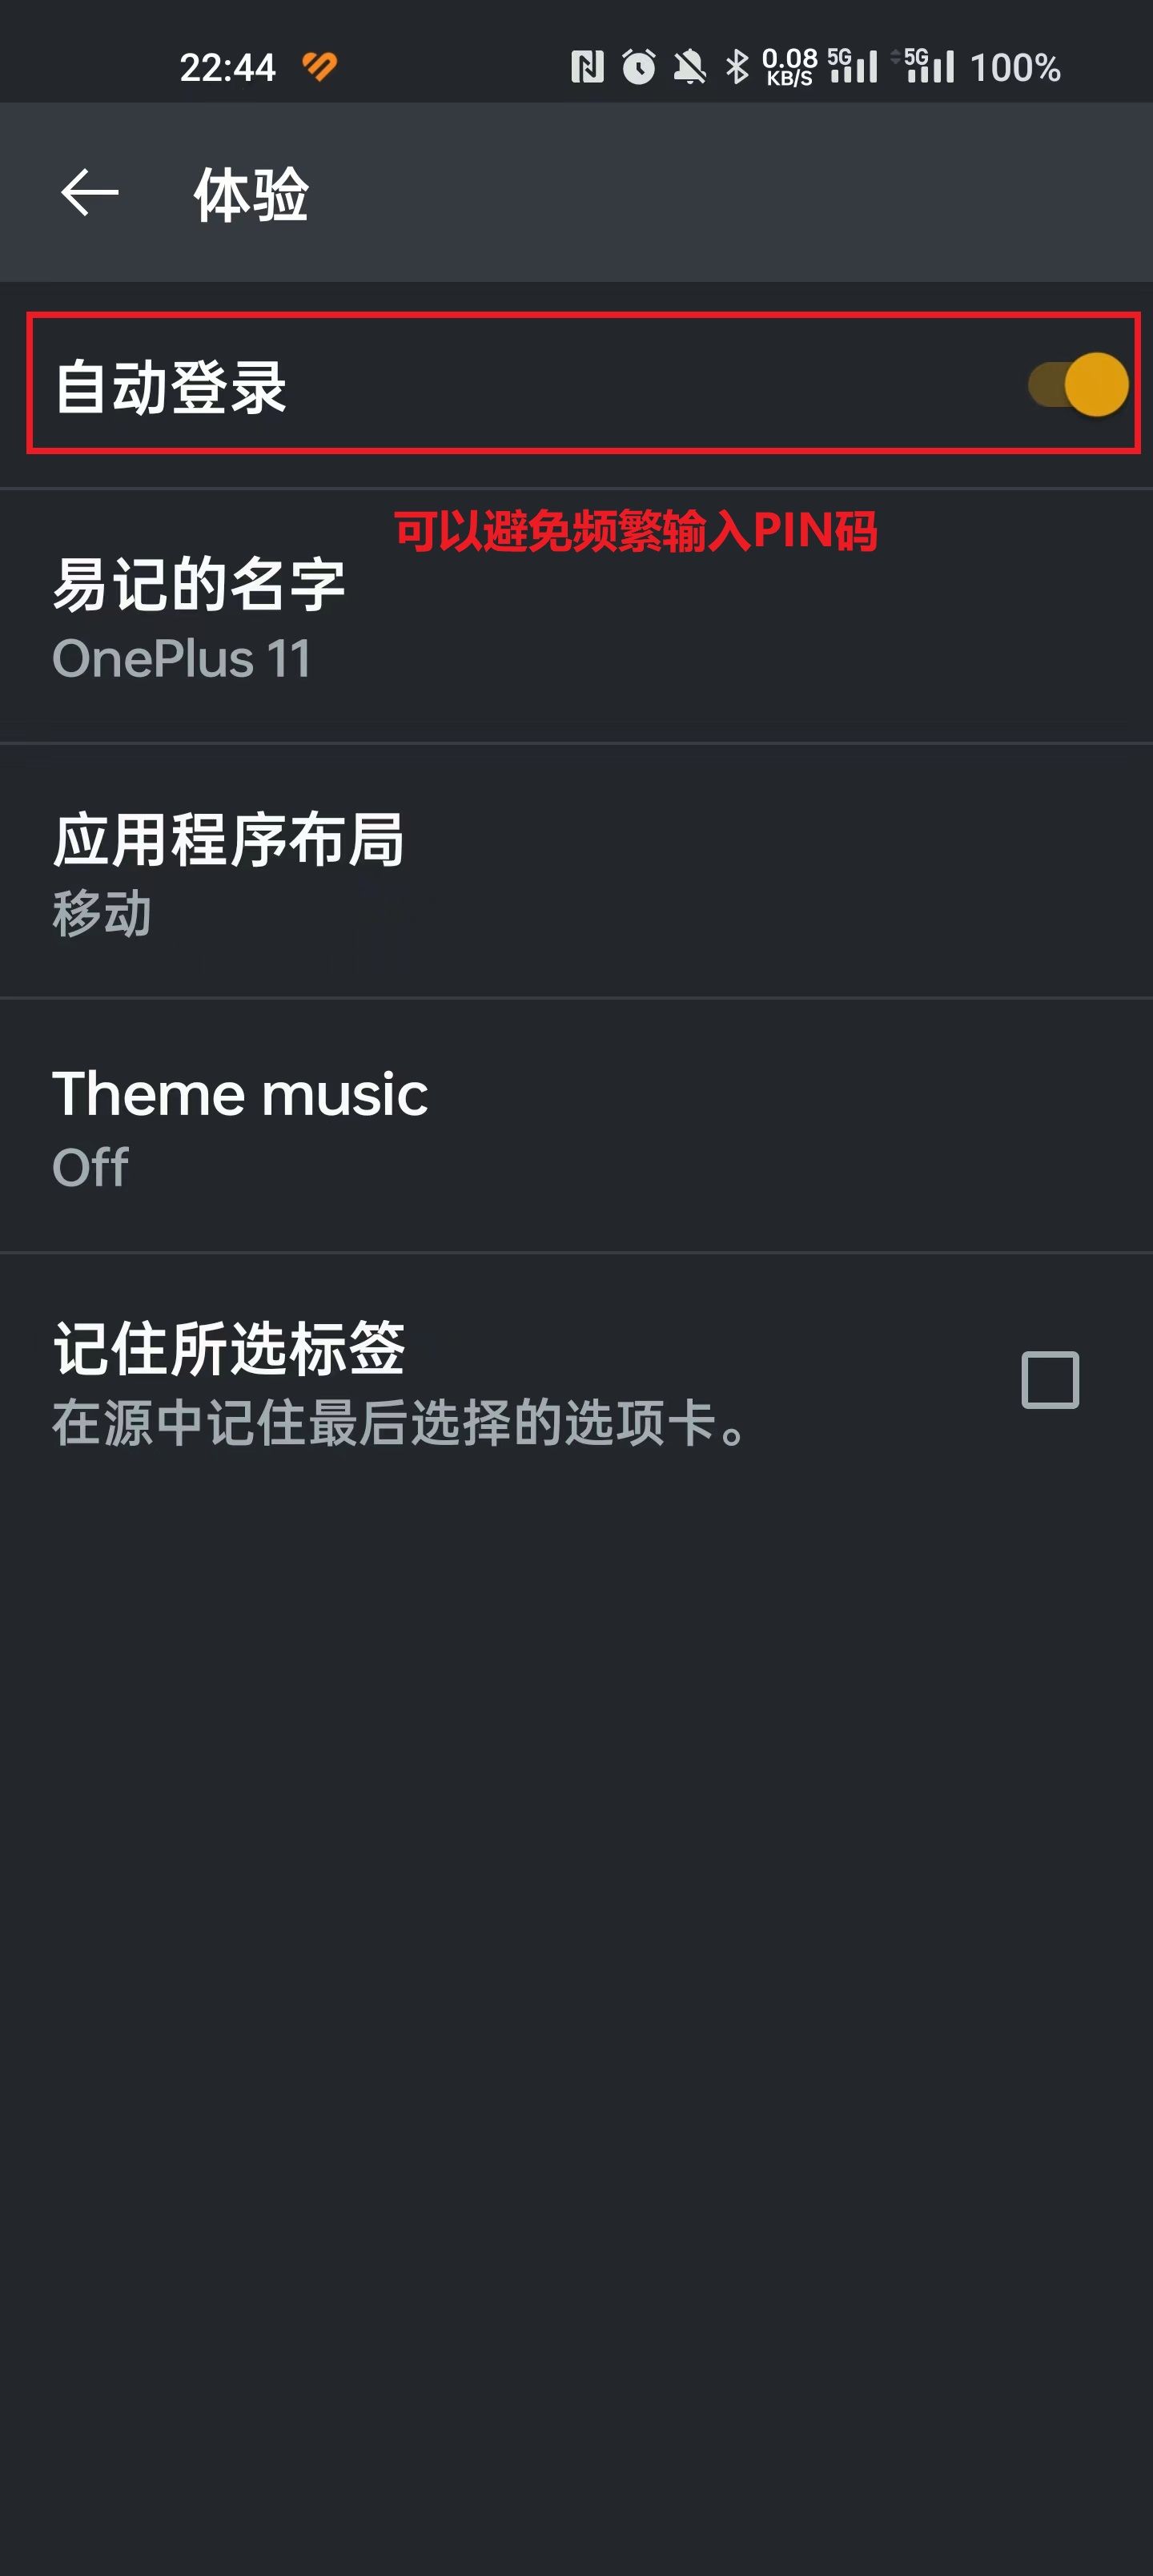 22:44
0.08 KB/S 5G 5G 100%
体验
自动登录
可以避免频繁输入PIN码
易记的名字
OnePlus 11
应用程序布局
移动
Theme music
Off
记住所选标签
在源中记住最后选择的选项卡。